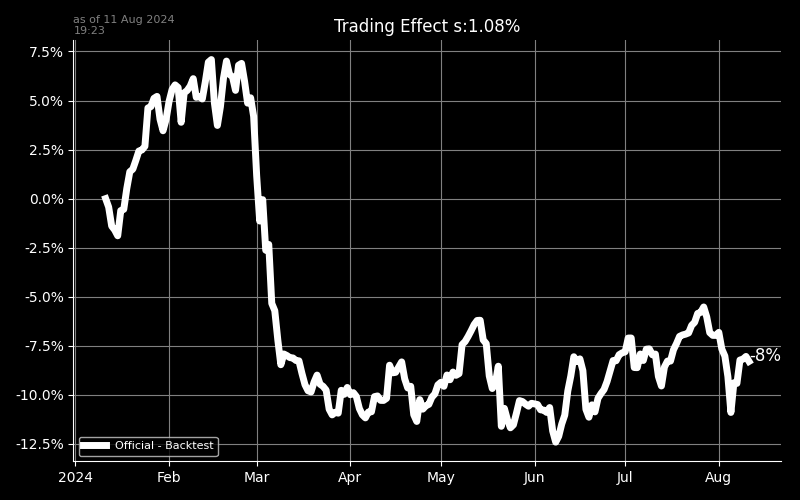 as of 11 Aug 2024
19:23
Trading Effect s:1.08%
7.5%
5.0%
2.5%
0.0%
-2.5%
-5.0%
-7.5%
-10.0%
-12.5%
-8%
Official - Backtest
2024 Feb Mar Apr May Jun Jul Aug